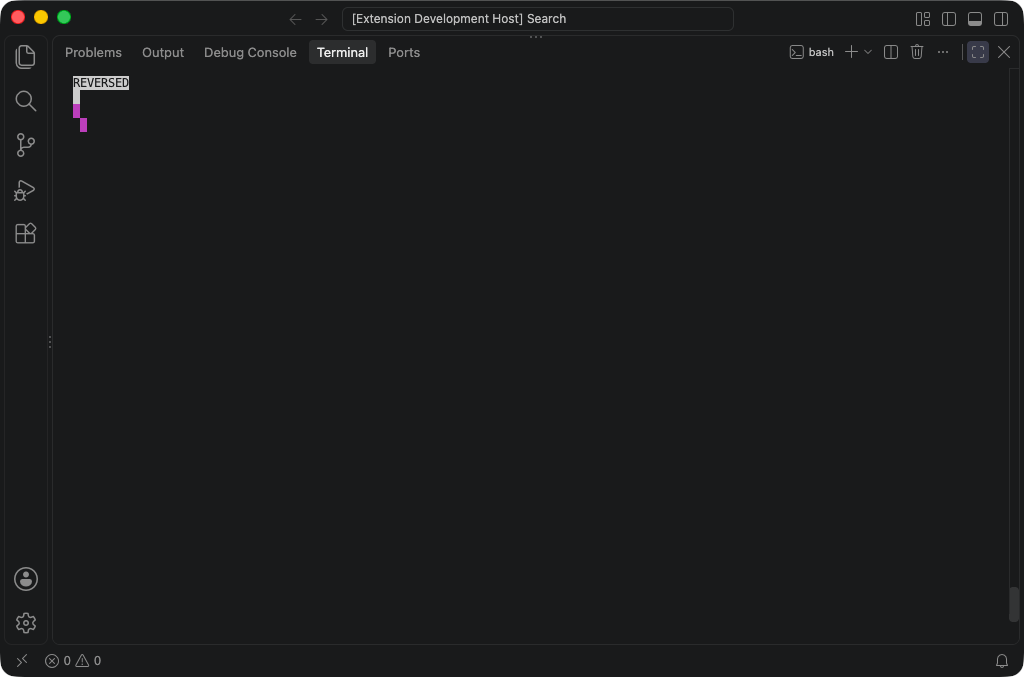 [Extension Development Host] Search
Problems Output Debug Console Terminal Ports bash
REVERSED
0 0